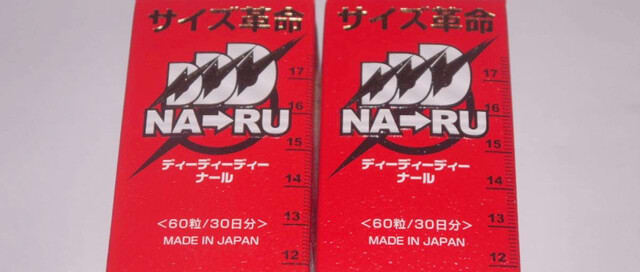 サイズ革命
DDD
NA→RU
ディーディーディー
ナール
<60粒/30日分>
MADE IN JAPAN
17
16
15
14
13
12
サイズ革命
DDD
NA→RU
ディーディーディー
ナール
<60粒/30日分>
MADE IN JAPAN
17
16
15
14
13
12